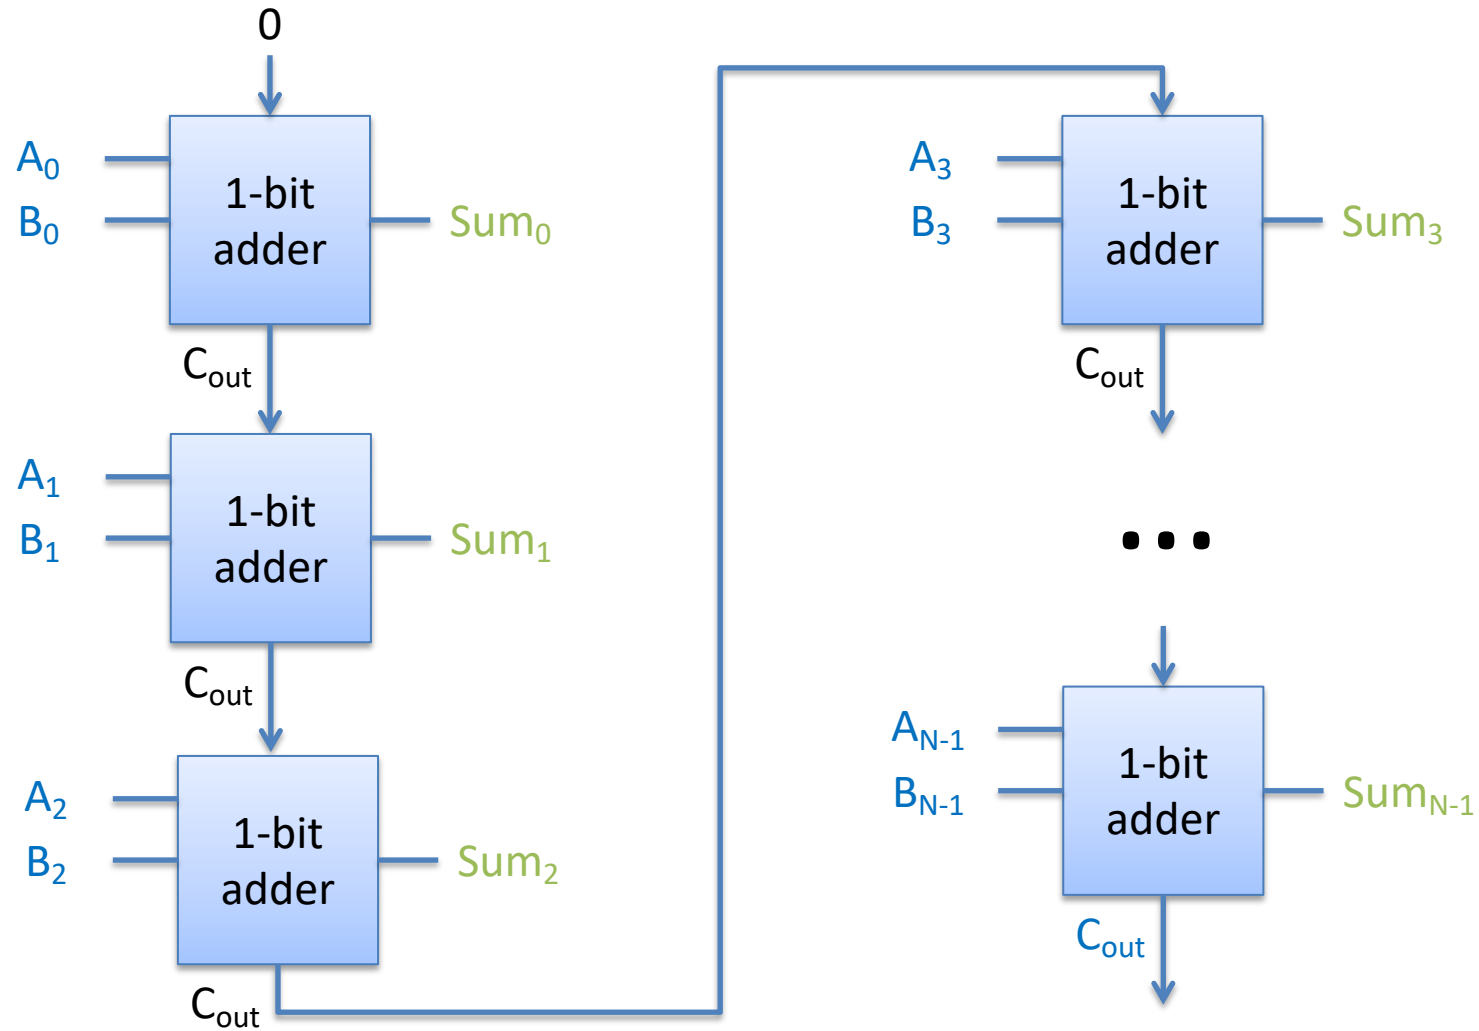 0
A0
B0
1-bit
adder
Sum0
Cout
A1
B1
1-bit
adder
Sum1
Cout
A2
B2
1-bit
adder
Sum2
Cout
A3
B3
1-bit
adder
Sum3
Cout
...
AN-1
BN-1
1-bit
adder
SumN-1
Cout